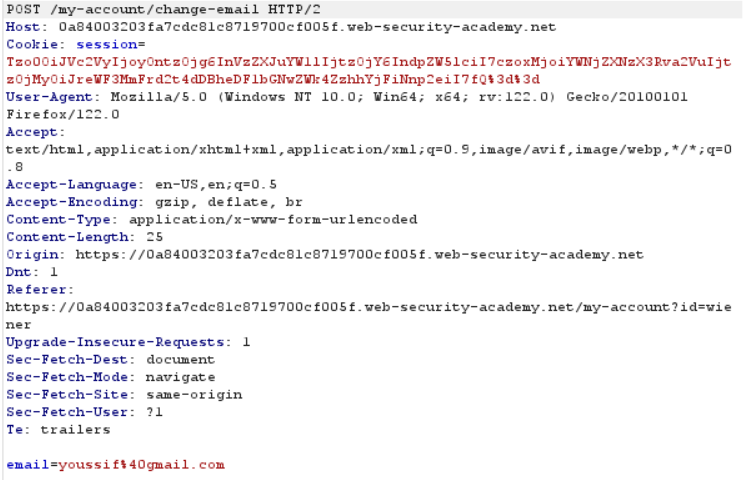 POST /my-account/change-email HTTP/2
Host: 0a84003203fa7cdc81c8719700cf005f.web-security-academy.net
Cookie: session=
Tzo0OiJVc2VyIjoyOntzOjg6InVzZXJuYW1lIjtzOjY6IndpZW5lciI7czoxMjoiYWNjZXNzX3Rva2VuIjt
zOjMyOiJreWF3MmFrd2t4dDBheDFlbGNwZWk4ZzhhYjFiNnp2eiI7fQ%3d%3d
User-Agent: Mozilla/5.0 (Windows NT 10.0; Win64; x64; rv:122.0) Gecko/20100101
Firefox/122.0
Accept:
text/html,application/xhtml+xml,application/xml;q=0.9,image/avif,image/webp,*/*;q=0
.8
Accept-Language: en-US,en;q=0.5
Accept-Encoding: gzip, deflate, br
Content-Type: application/x-www-form-urlencoded
Content-Length: 25
Origin: https://0a84003203fa7cdc81c8719700cf005f.web-security-academy.net
Dnt: 1
Referer:
https://0a84003203fa7cdc81c8719700cf005f.web-security-academy.net/my-account?id=wie
ner
Upgrade-Insecure-Requests: 1
Sec-Fetch-Dest: document
Sec-Fetch-Mode: navigate
Sec-Fetch-Site: same-origin
Sec-Fetch-User: ?1
Te: trailers
email=youssif%40gmail.com